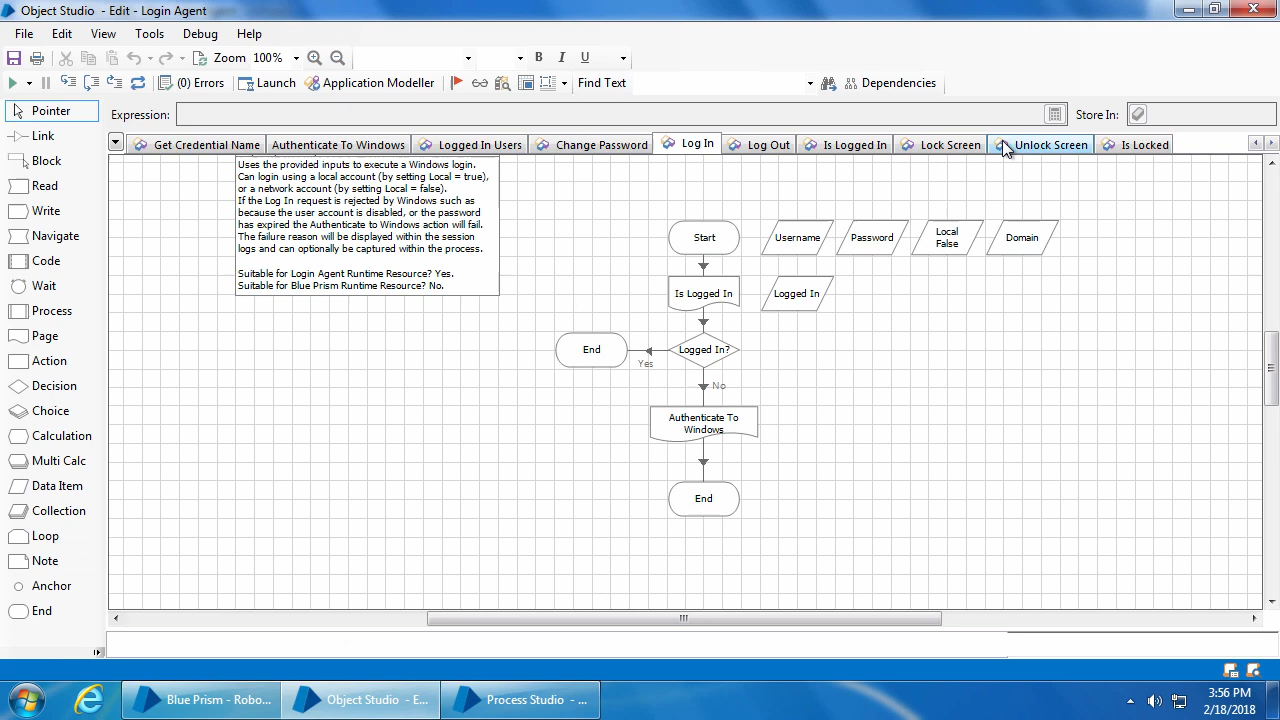 Object Studio - Edit - Login Agent
File Edit View Tools Debug Help
Zoom 100% B I U
(0) Errors Launch Application Modeller Find Text Dependencies
Pointer
Link
Block
Read
Write
Navigate
Code
Wait
Process
Page
Action
Decision
Choice
Calculation
Multi Calc
Data Item
Collection
Loop
Note
Anchor
End
Expression: Store In:
Get Credential Name Authenticate To Windows Logged In Users Change Password Log In Log Out Is Logged In Lock Screen Unlock Screen Is Locked
Uses the provided inputs to execute a Windows login.
Can login using a local account (by setting Local = true),
or a network account (by setting Local = false).
If the Log In request is rejected by Windows such as
because the user account is disabled, or the password
has expired the Authenticate to Windows action will fail.
The failure reason will be displayed within the session
logs and can optionally be captured within the process.
Suitable for Login Agent Runtime Resource? Yes.
Suitable for Blue Prism Runtime Resource? No.
Start
Username
Password
Local
False
Domain
Is Logged In
Logged In
End
Yes
Logged In?
No
Authenticate To
Windows
End
Blue Prism - Robo... Object Studio - E... Process Studio - ...
3:56 PM
2/18/2018